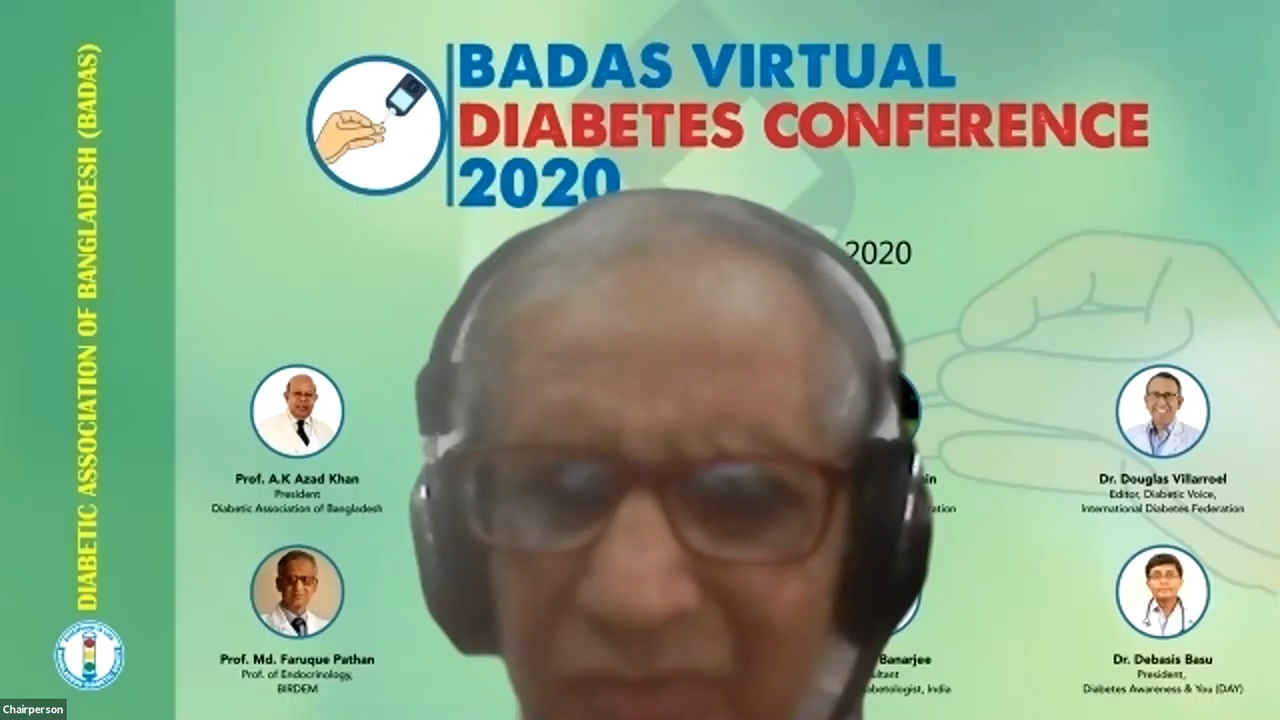 DIABETIC ASSOCIATION OF BANGLADESH (BADAS)
BADAS VIRTUAL
DIABETES CONFERENCE
2020
2020
Prof. A.K Azad Khan
President
Diabetic Association of Bangladesh
Dr. Douglas Villarroel
Editor, Diabetic Voice,
International Diabetes Federation
Prof. Md. Faruque Pathan
Prof. of Endocrinology,
BIRDEM
Banarjee
India
Dr. Debasis Basu
President,
Diabetes Awareness & You (DAY)
Chairperson